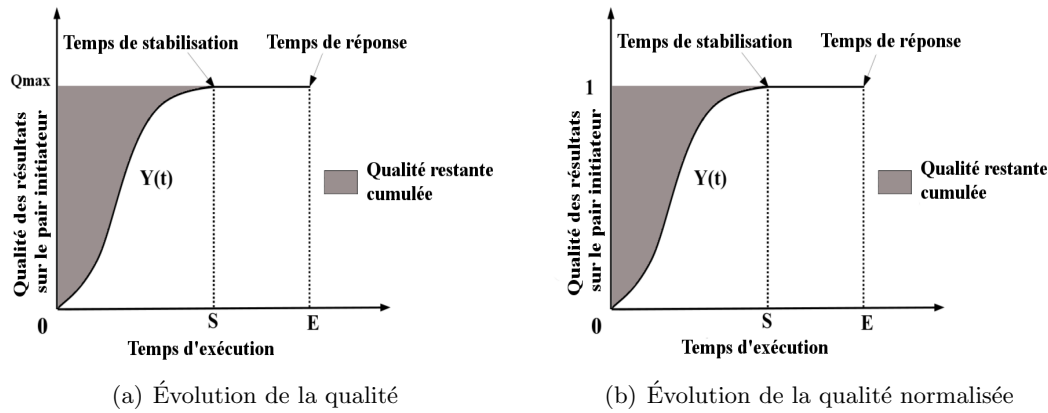 Temps de stabilisation
Temps de réponse
Qmax
Qualité des résultats
sur le pair initiateur
Y(t)
Qualité restante
cumulée
0
S
E
Temps d'exécution
(a) Évolution de la qualité
Temps de stabilisation
Temps de réponse
1
Qualité des résultats
sur le pair initiateur
Y(t)
Qualité restante
cumulée
0
S
E
Temps d'exécution
(b) Évolution de la qualité normalisée